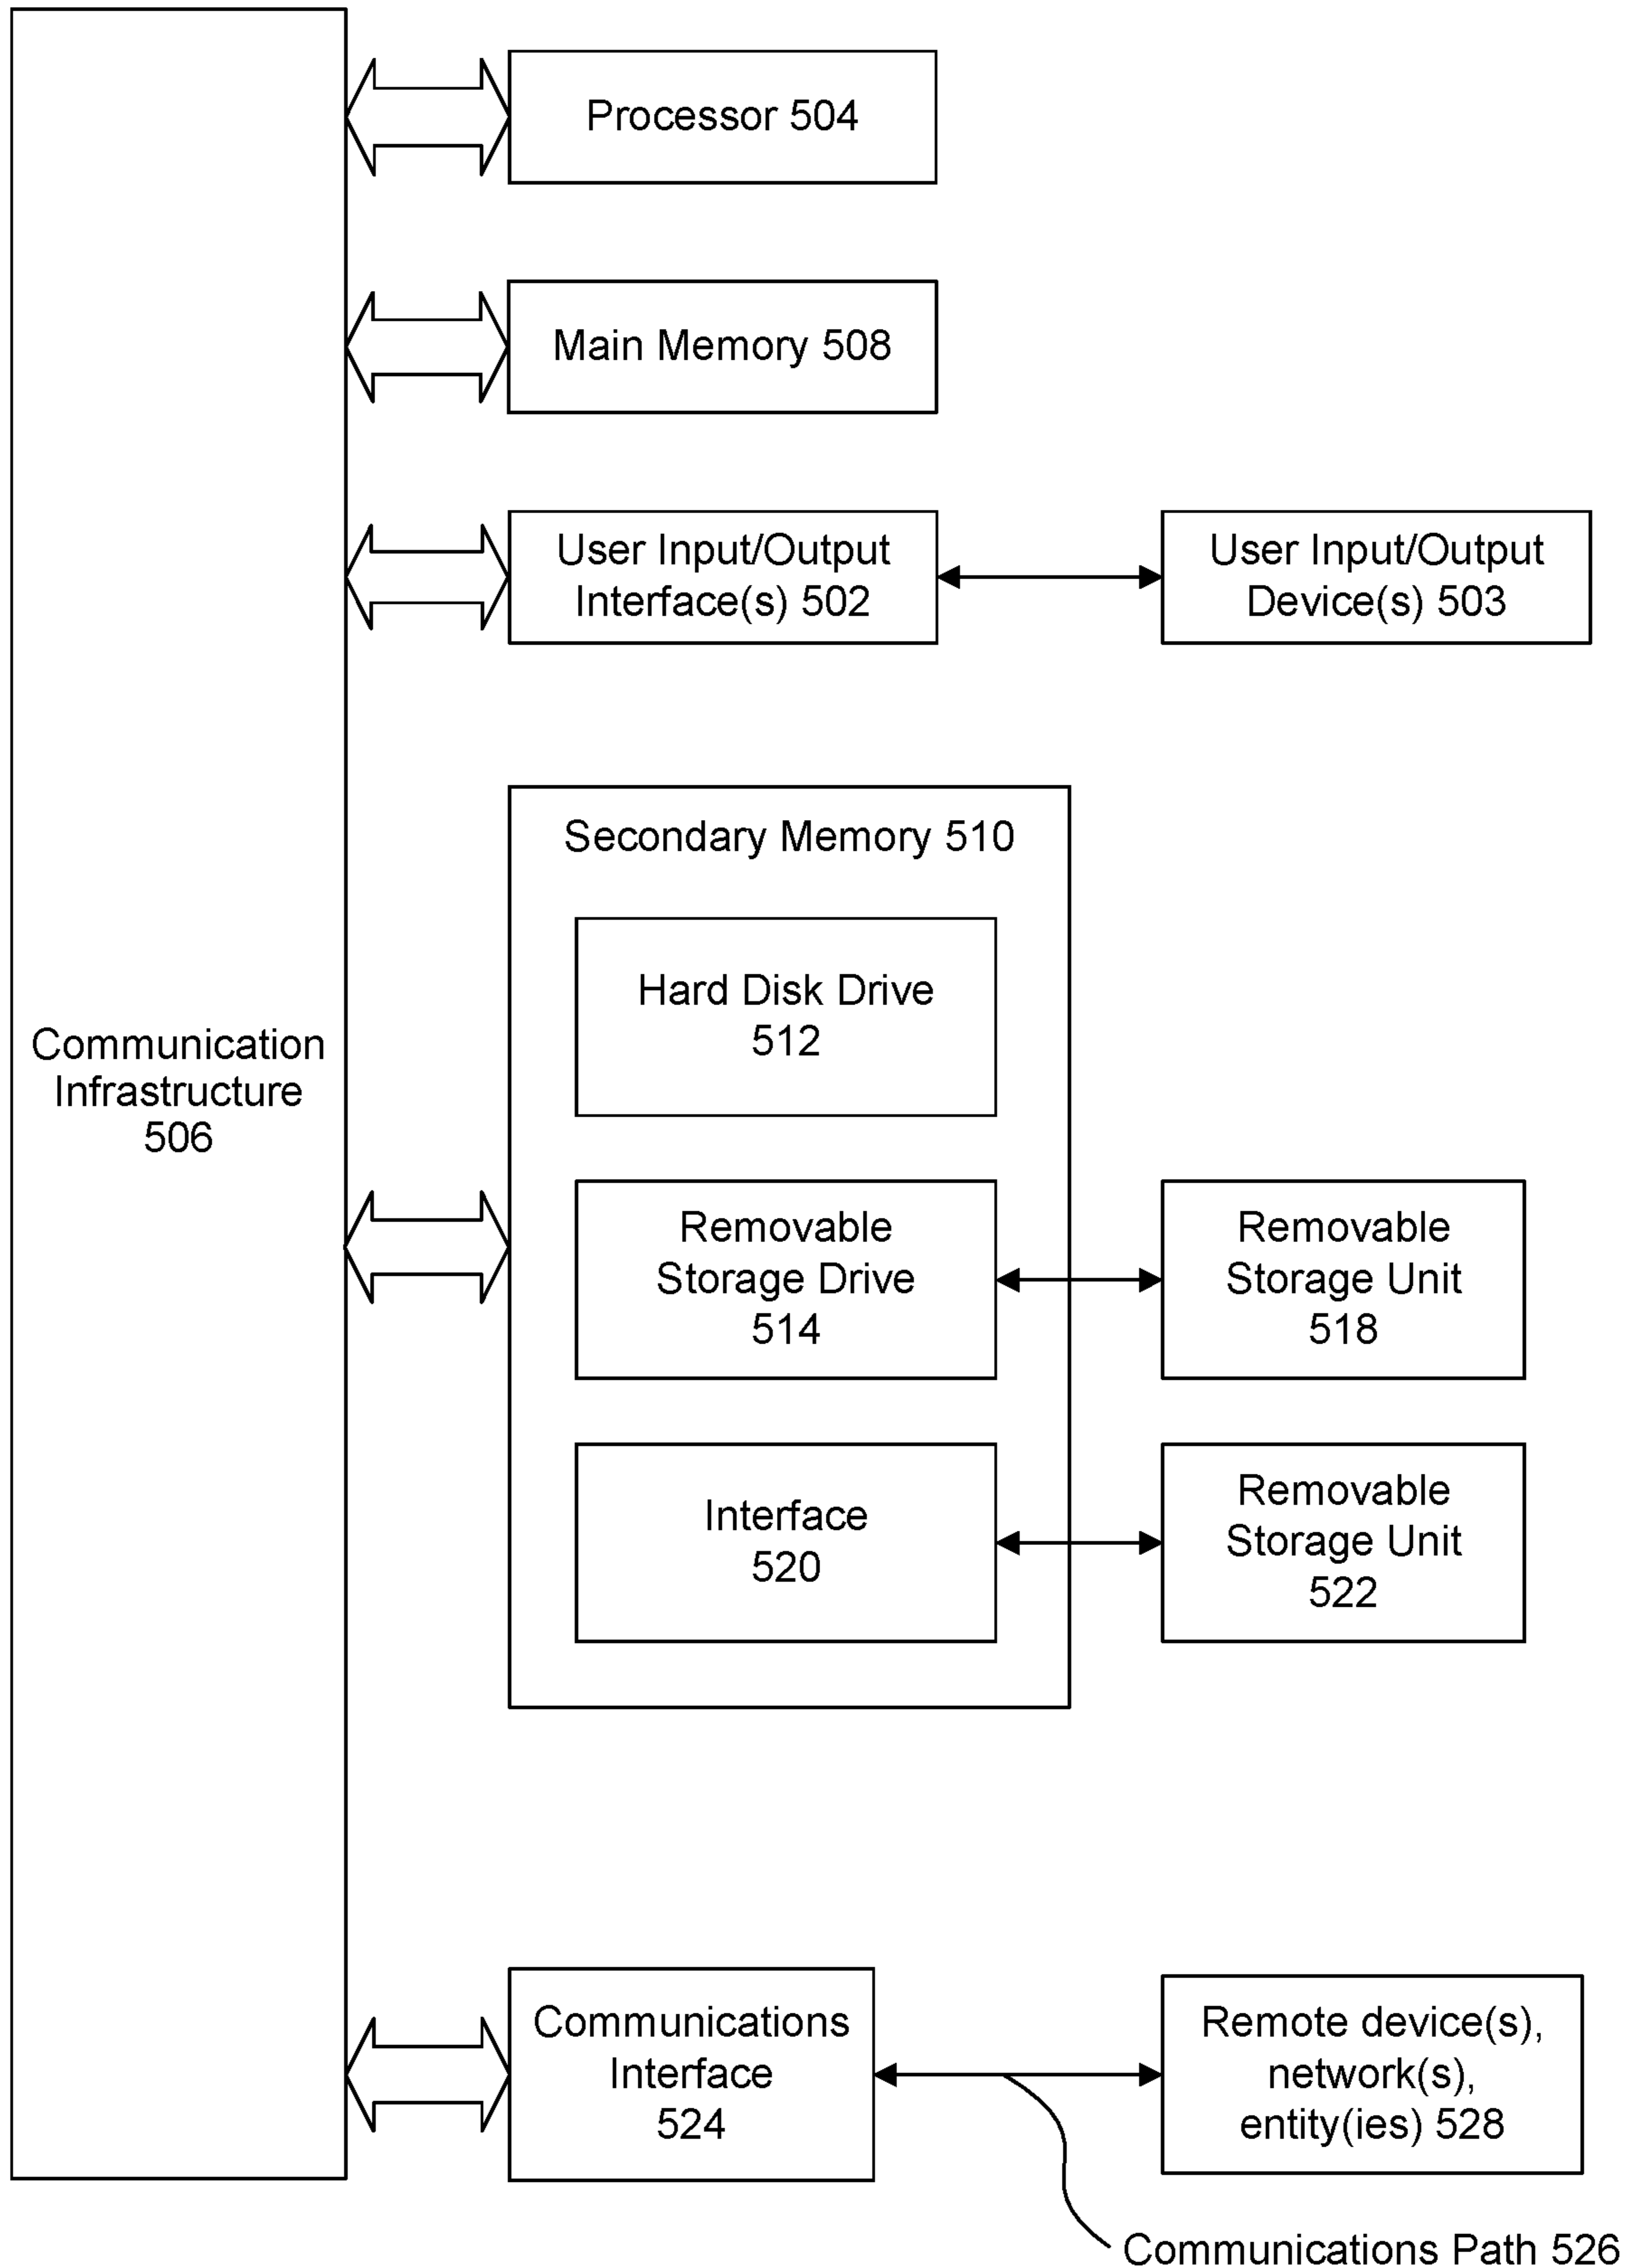 Processor 504
Main Memory 508
User Input/Output
Interface(s) 502
User Input/Output
Device(s) 503
Secondary Memory 510
Hard Disk Drive
512
Communication
Infrastructure
506
Removable
Storage Drive
514
Removable
Storage Unit
518
Interface
520
Removable
Storage Unit
522
Communications
Interface
524
Remote device(s),
network(s),
entity(ies) 528
Communications Path 526